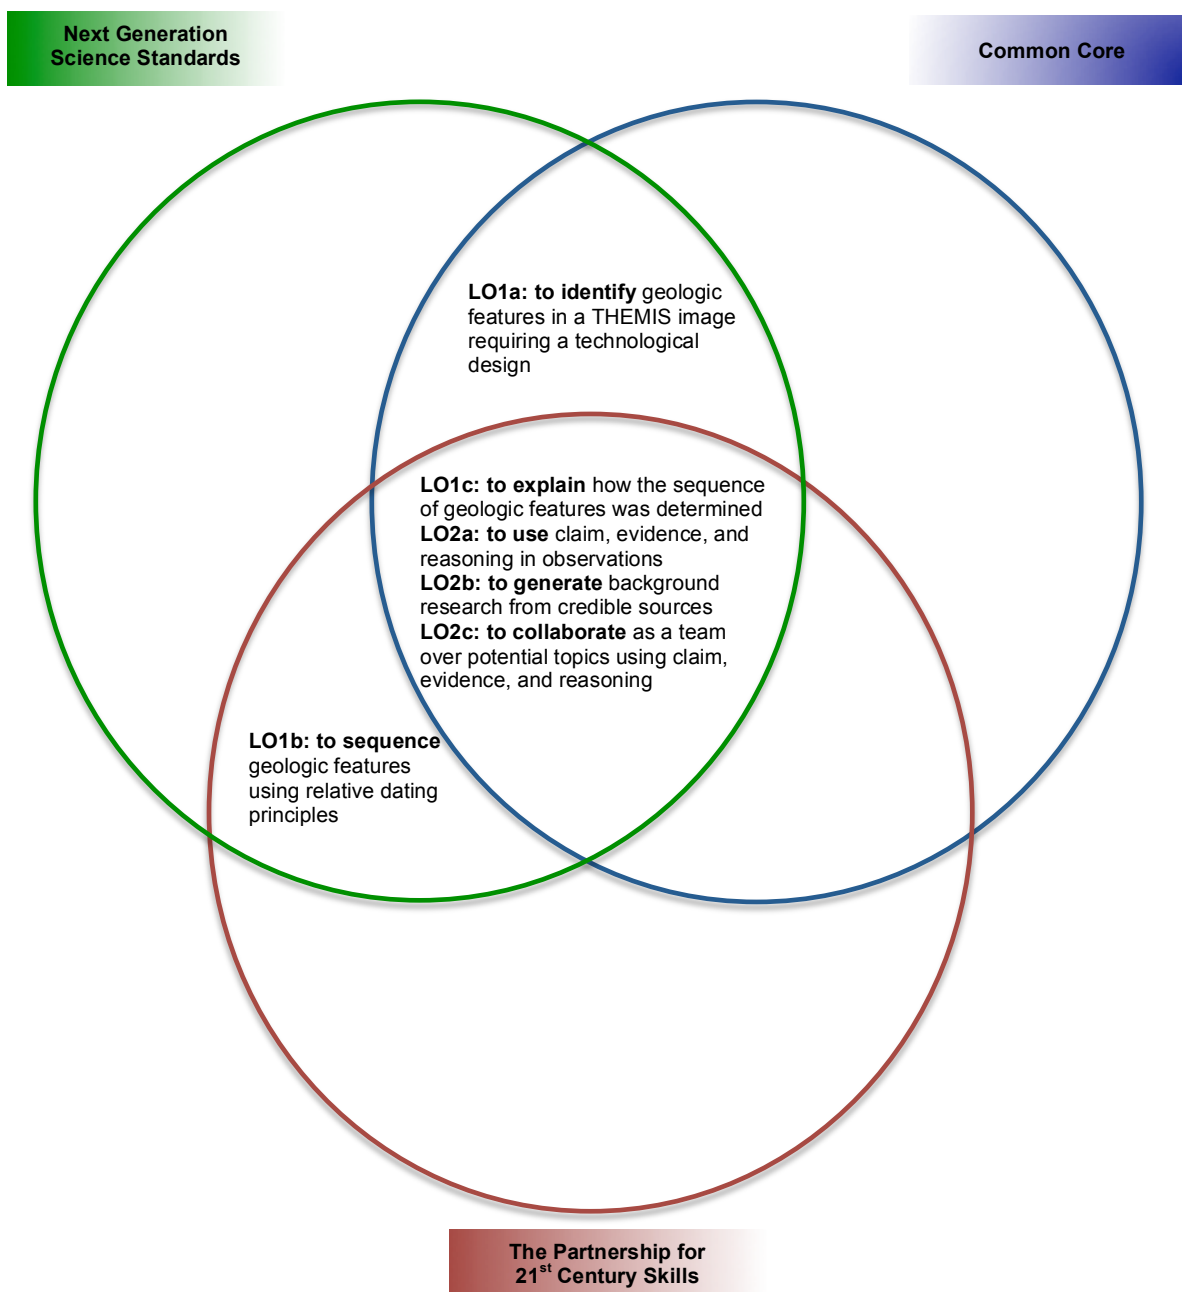 Next Generation
Science Standards
Common Core
LO1a: to identify geologic
features in a THEMIS image
requiring a technological
design
LO1c: to explain how the sequence
of geologic features was determined
LO2a: to use claim, evidence, and
reasoning in observations
LO2b: to generate background
research from credible sources
LO2c: to collaborate as a team
over potential topics using claim,
evidence, and reasoning
LO1b: to sequence
geologic features
using relative dating
principles
The Partnership for
21st Century Skills